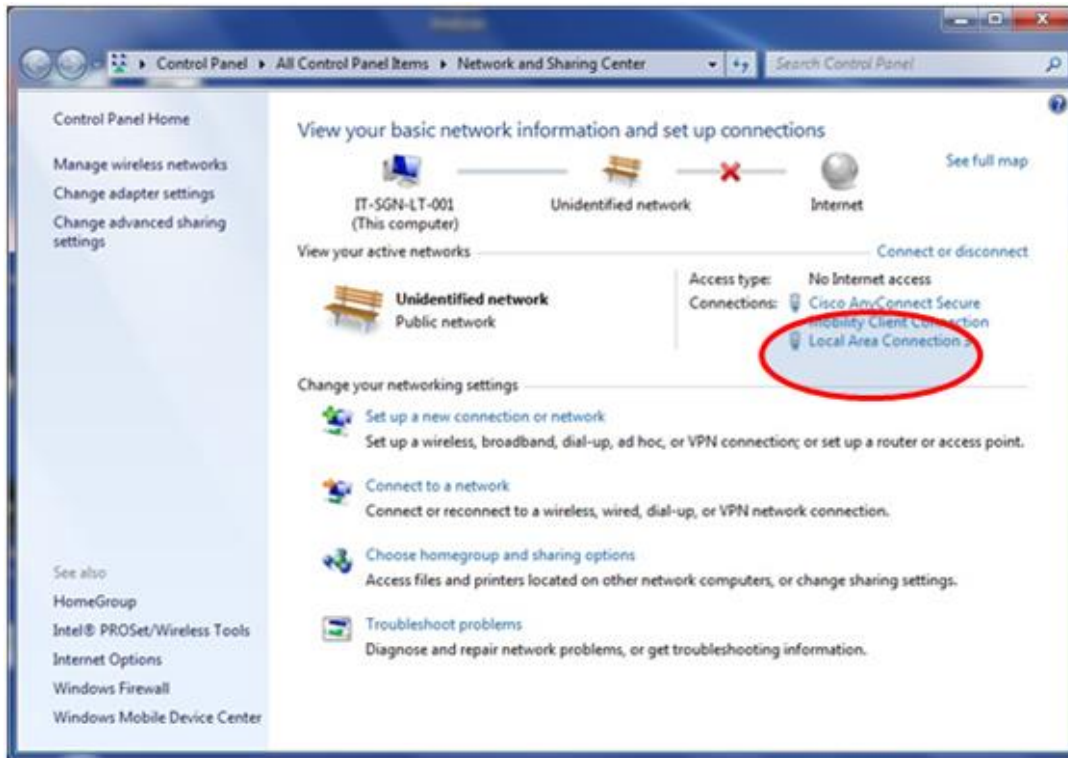 Control Panel ▸ All Control Panel Items ▸ Network and Sharing Center
Search Control Panel
Control Panel Home
Manage wireless networks
Change adapter settings
Change advanced sharing
settings
See also
HomeGroup
Intel® PROSet/Wireless Tools
Internet Options
Windows Firewall
Windows Mobile Device Center
View your basic network information and set up connections
See full map
IT-SGN-LT-001
(This computer)
Unidentified network
Internet
View your active networks
Connect or disconnect
Unidentified network
Public network
Access type: No Internet access
Connections: Cisco AnyConnect Secure
Mobility Client Connection
Local Area Connection
Change your networking settings
Set up a new connection or network
Set up a wireless, broadband, dial-up, ad hoc, or VPN connection; or set up a router or access point.
Connect to a network
Connect or reconnect to a wireless, wired, dial-up, or VPN network connection.
Choose homegroup and sharing options
Access files and printers located on other network computers, or change sharing settings.
Troubleshoot problems
Diagnose and repair network problems, or get troubleshooting information.